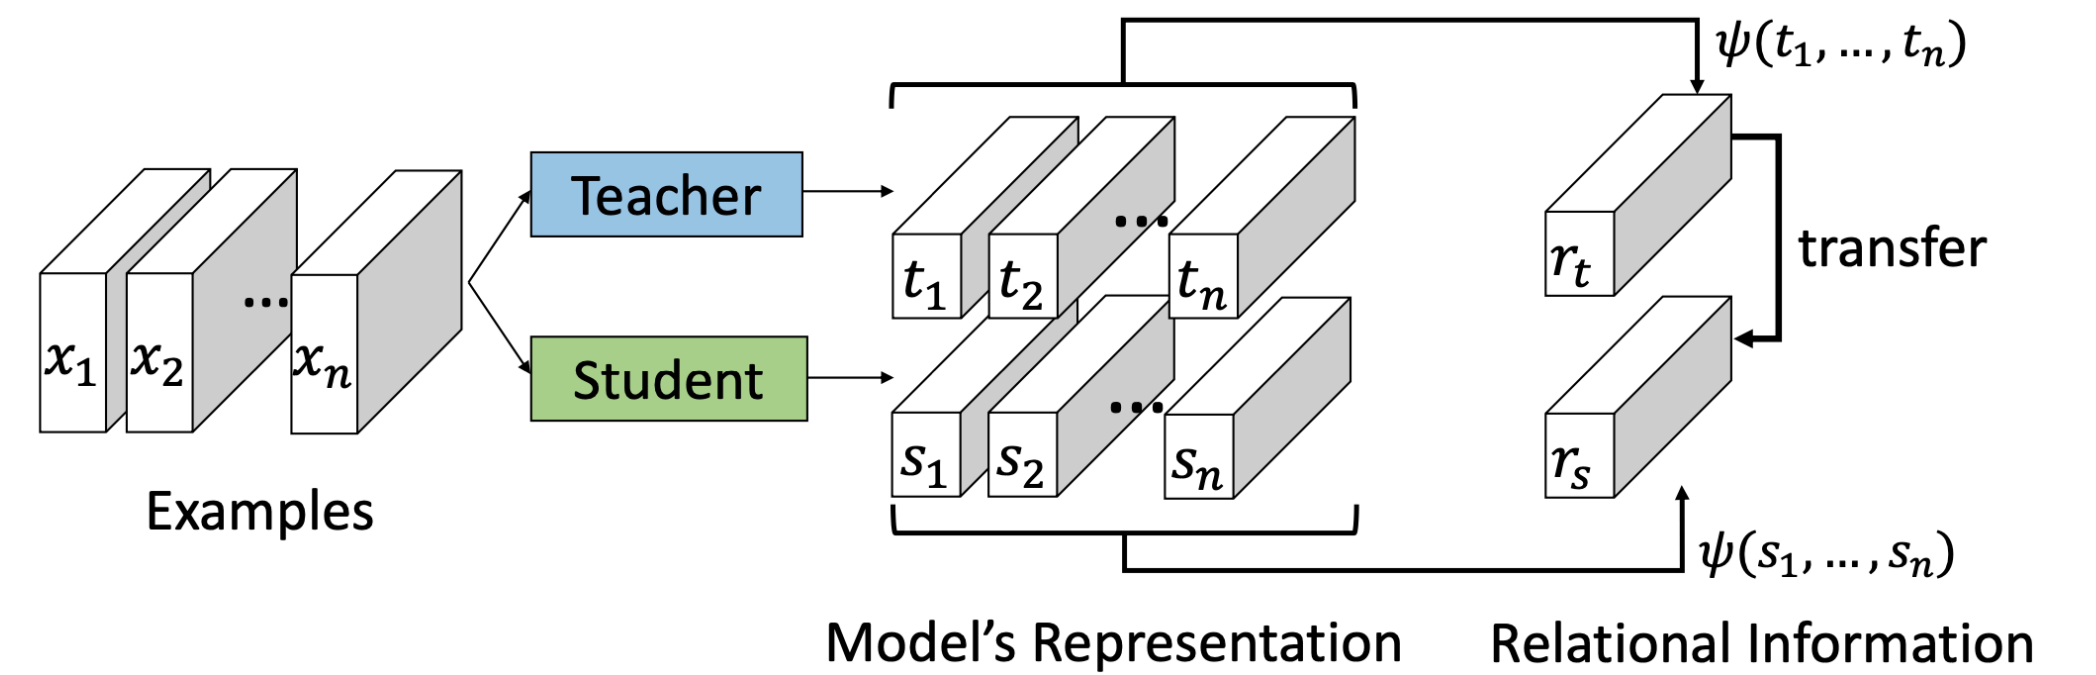 x₁ x₂ ... xₙ
Examples
Teacher
Student
t₁ t₂ ... tₙ
s₁ s₂ ... sₙ
Model’s Representation
ψ(t₁, ... , tₙ)
rₜ
transfer
rₛ
ψ(s₁, ... , sₙ)
Relational Information